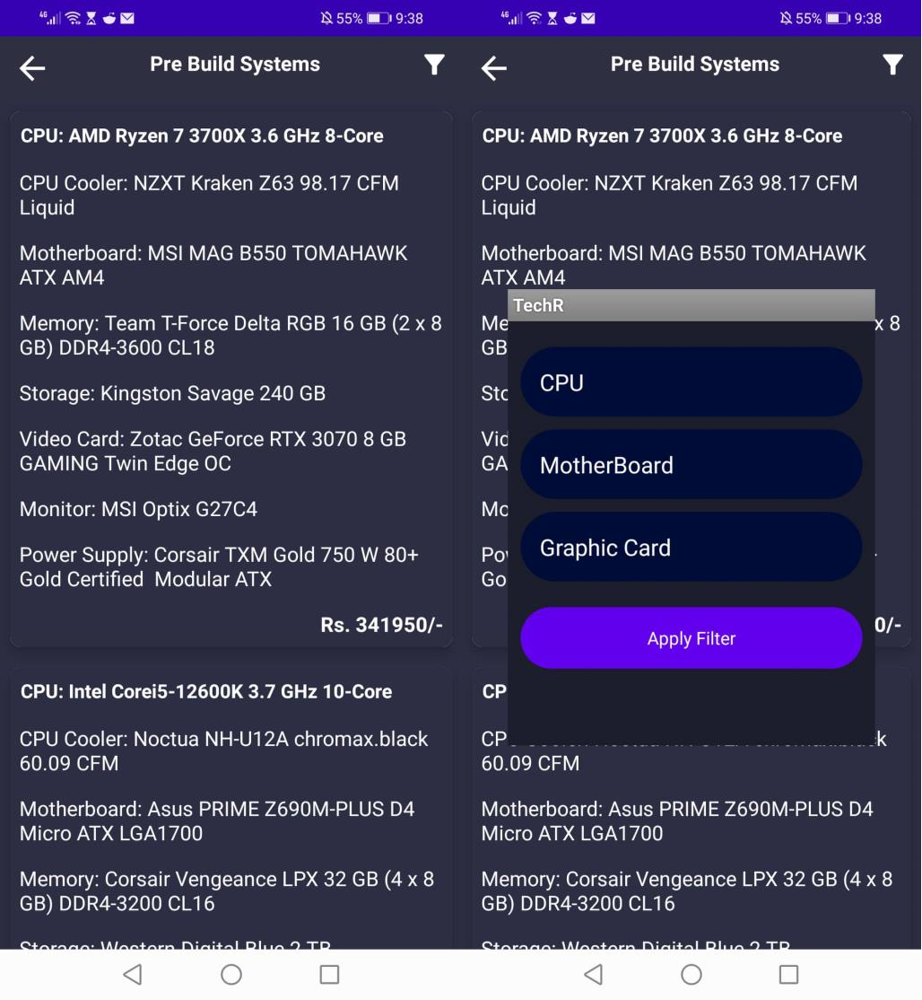 4G 55% 9:38
Pre Build Systems
CPU: AMD Ryzen 7 3700X 3.6 GHz 8-Core
CPU Cooler: NZXT Kraken Z63 98.17 CFM
Liquid
Motherboard: MSI MAG B550 TOMAHAWK
ATX AM4
Memory: Team T-Force Delta RGB 16 GB (2 x 8
GB) DDR4-3600 CL18
Storage: Kingston Savage 240 GB
Video Card: Zotac GeForce RTX 3070 8 GB
GAMING Twin Edge OC
Monitor: MSI Optix G27C4
Power Supply: Corsair TXM Gold 750 W 80+
Gold Certified  Modular ATX
Rs. 341950/-
CPU: Intel Corei5-12600K 3.7 GHz 10-Core
CPU Cooler: Noctua NH-U12A chromax.black
60.09 CFM
Motherboard: Asus PRIME Z690M-PLUS D4
Micro ATX LGA1700
Memory: Corsair Vengeance LPX 32 GB (4 x 8
GB) DDR4-3200 CL16
Storage: Western Digital Blue 2 TB
4G 55% 9:38
Pre Build Systems
CPU: AMD Ryzen 7 3700X 3.6 GHz 8-Core
CPU Cooler: NZXT Kraken Z63 98.17 CFM
Liquid
Motherboard: MSI MAG B550 TOMAHAWK
ATX AM4
TechR
Me x 8
GB
CPU
Sto
Vid
MotherBoard
GA
Mo
Graphic Card
Pov
Go
0/-
Apply Filter
CP
CPU Cooler: Noctua NH-U12A chromax.black
60.09 CFM
Motherboard: Asus PRIME Z690M-PLUS D4
Micro ATX LGA1700
Memory: Corsair Vengeance LPX 32 GB (4 x 8
GB) DDR4-3200 CL16
Storage: Western Digital Blue 2 TB